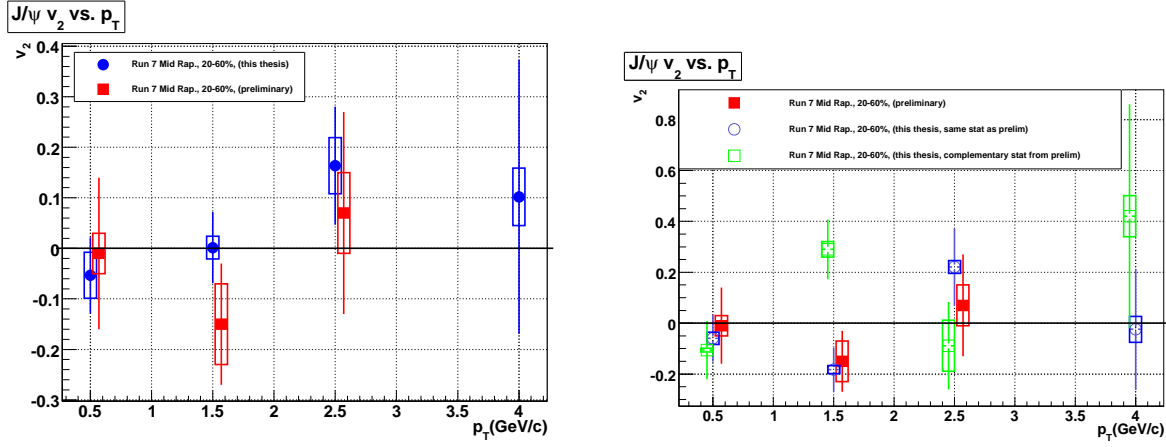 J/ψ v2 vs. pT
v2
0.4
0.3
0.2
0.1
0
-0.1
-0.2
-0.3
Run 7 Mid Rap., 20-60%, (this thesis)
Run 7 Mid Rap., 20-60%, (preliminary)
0.5 1 1.5 2 2.5 3 3.5 4
pT(GeV/c)
J/ψ v2 vs. pT
v2
0.8
0.6
0.4
0.2
0
-0.2
Run 7 Mid Rap., 20-60%, (preliminary)
Run 7 Mid Rap., 20-60%, (this thesis, same stat as prelim)
Run 7 Mid Rap., 20-60%, (this thesis, complementary stat from prelim)
0.5 1 1.5 2 2.5 3 3.5 4
pT(GeV/c)